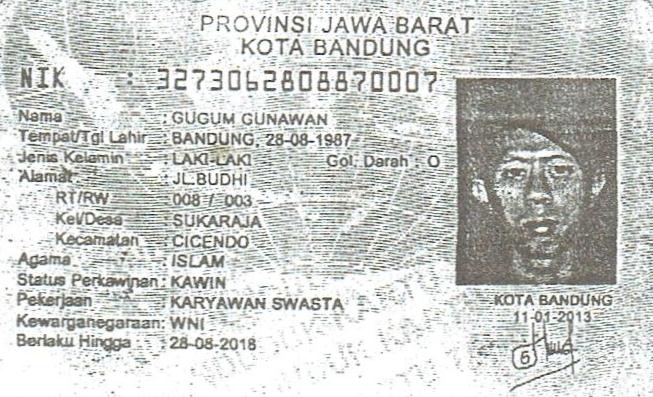 PROVINSI JAWA BARAT
KOTA BANDUNG
NIK : 3273062808870007
Nama : GUGUM GUNAWAN
Tempat/Tgl Lahir : BANDUNG, 28-08-1987
Jenis Kelamin : LAKI-LAKI Gol. Darah : O
Alamat : JL.BUDHI
RT/RW : 008 / 003
Kel/Desa : SUKARAJA
Kecamatan : CICENDO
Agama : ISLAM
Status Perkawinan : KAWIN
Pekerjaan : KARYAWAN SWASTA
Kewarganegaraan : WNI
Berlaku Hingga : 28-08-2018
KOTA BANDUNG
11-01-2013